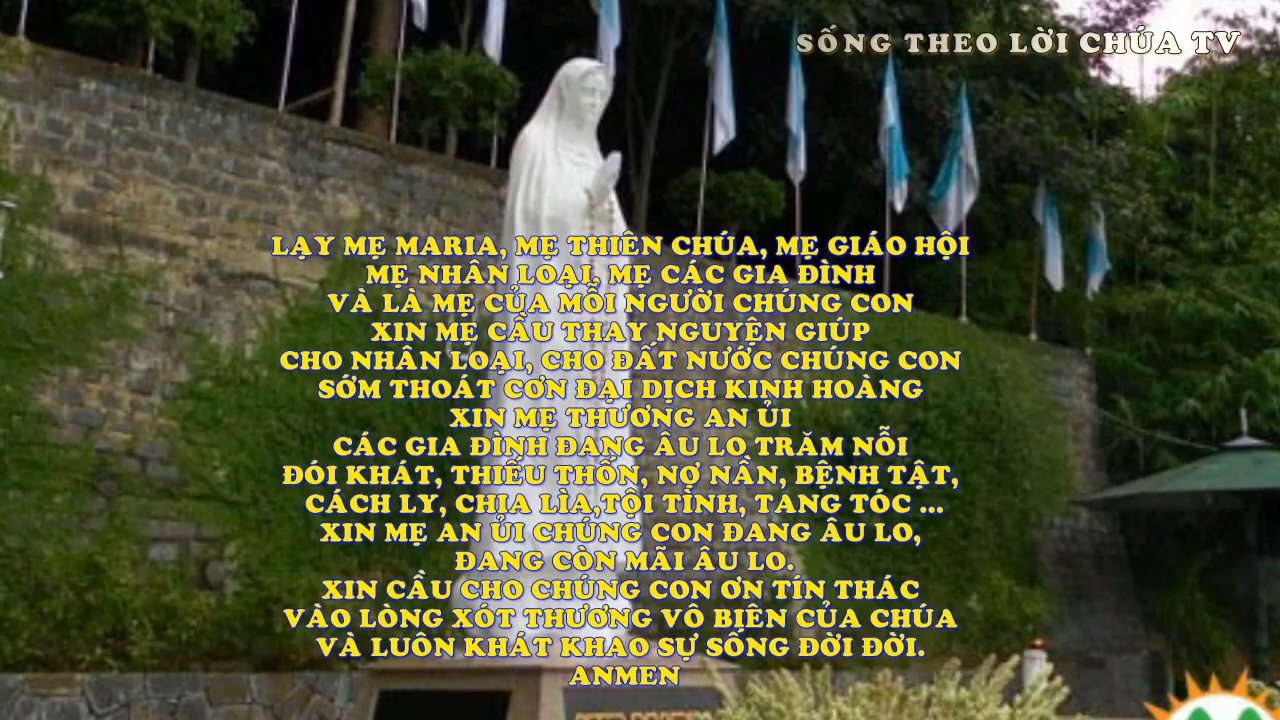 SỐNG THEO LỜI CHÚA TV
LẠY MẸ MARIA, MẸ THIÊN CHÚA, MẸ GIÁO HỘI
MẸ NHÂN LOẠI, MẸ CÁC GIA ĐÌNH
VÀ LÀ MẸ CỦA MỖI NGƯỜI CHÚNG CON
XIN MẸ CẦU THAY NGUYỆN GIÚP
CHO NHÂN LOẠI, CHO ĐẤT NƯỚC CHÚNG CON
SỚM THOÁT CƠN ĐẠI DỊCH KINH HOÀNG
XIN MẸ THƯƠNG AN ỦI
CÁC GIA ĐÌNH ĐANG ÂU LO TRĂM NỖI
ĐÓI KHÁT, THIẾU THỐN, NỢ NẦN, BỆNH TẬT,
CÁCH LY, CHIA LÌA,TỘI TÌNH, TANG TÓC ...
XIN MẸ AN ỦI CHÚNG CON ĐANG ÂU LO,
ĐANG CÒN MÃI ÂU LO.
XIN CẦU CHO CHÚNG CON ƠN TÍN THÁC
VÀO LÒNG XÓT THƯƠNG VÔ BIÊN CỦA CHÚA
VÀ LUÔN KHÁT KHAO SỰ SỐNG ĐỜI ĐỜI.
ANMEN